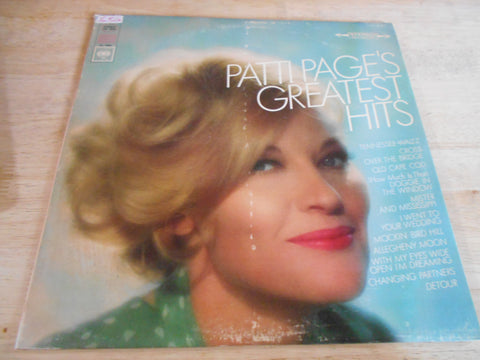 STEREO
PATTI PAGE'S
GREATEST
HITS
TENNESSEE WALTZ
CROSS
OVER THE BRIDGE
OLD CAPE COD
(How Much Is That)
DOGGIE IN
THE WINDOW
MISTER
AND MISSISSIPPI
I WENT TO
YOUR WEDDING
MOCKIN' BIRD HILL
ALLEGHENY MOON
WITH MY EYES WIDE
OPEN I'M DREAMING
CHANGING PARTNERS
DETOUR